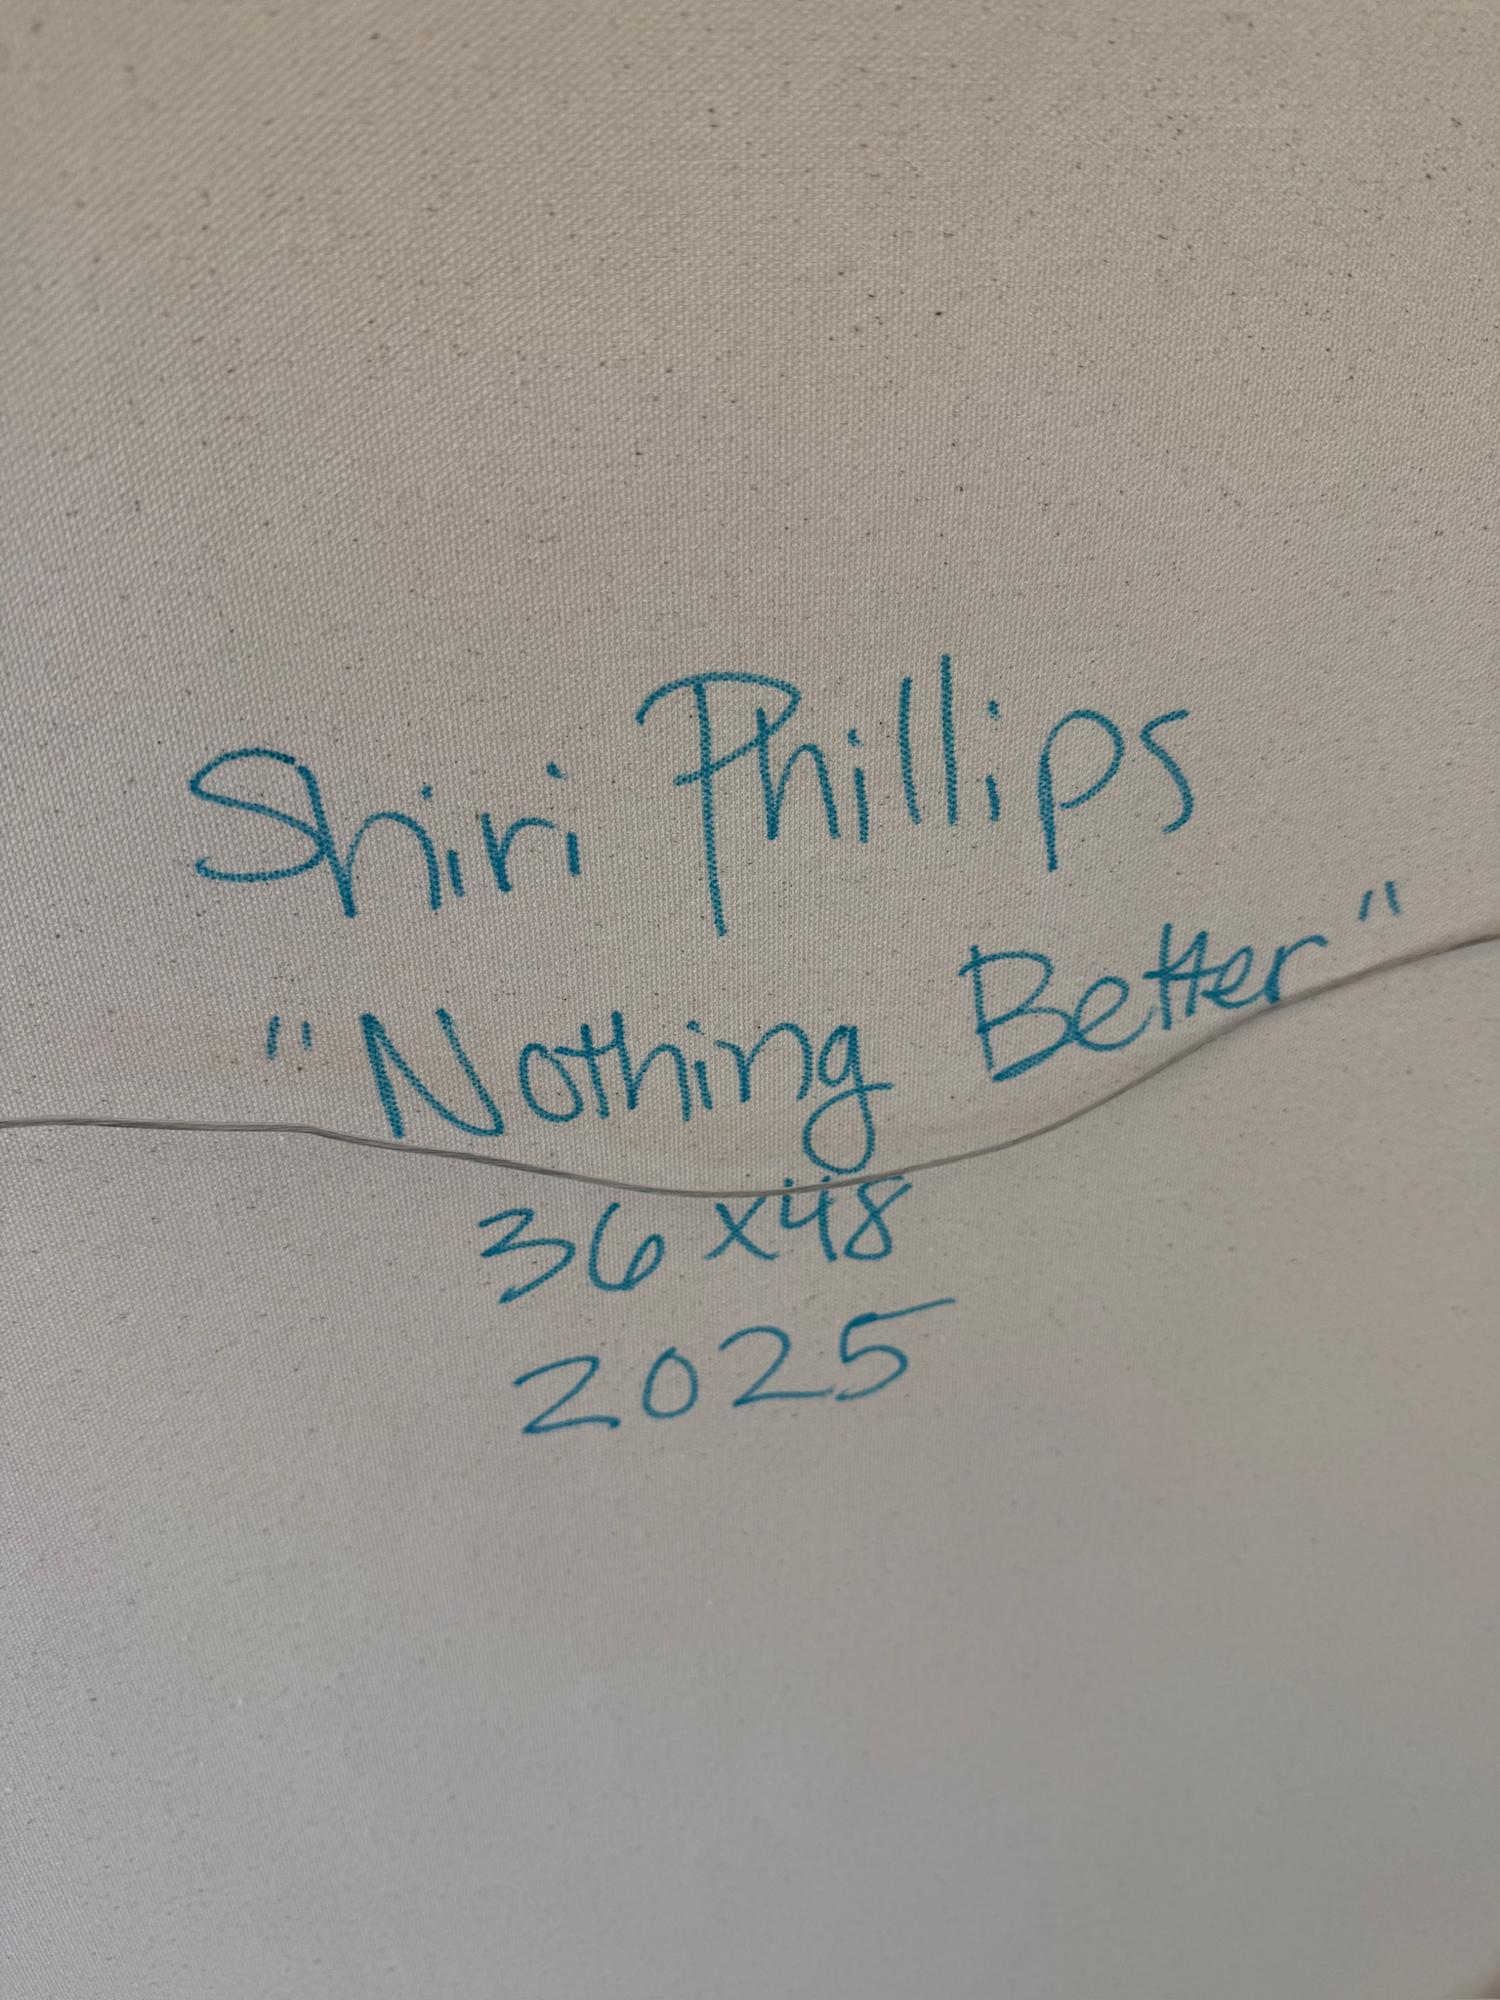 Shiri Phillips
"Nothing Better"
36x48
2025